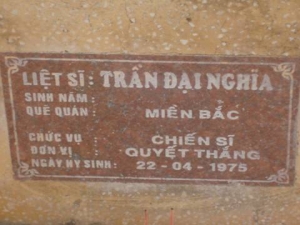 LIỆT SĨ : TRẦN ĐẠI NGHĨA
SINH NĂM :
QUÊ QUÁN : MIỀN BẮC
CHỨC VỤ : CHIẾN SĨ
ĐƠN VỊ : QUYẾT THẮNG
NGÀY HY SINH : 22 - 04 - 1975